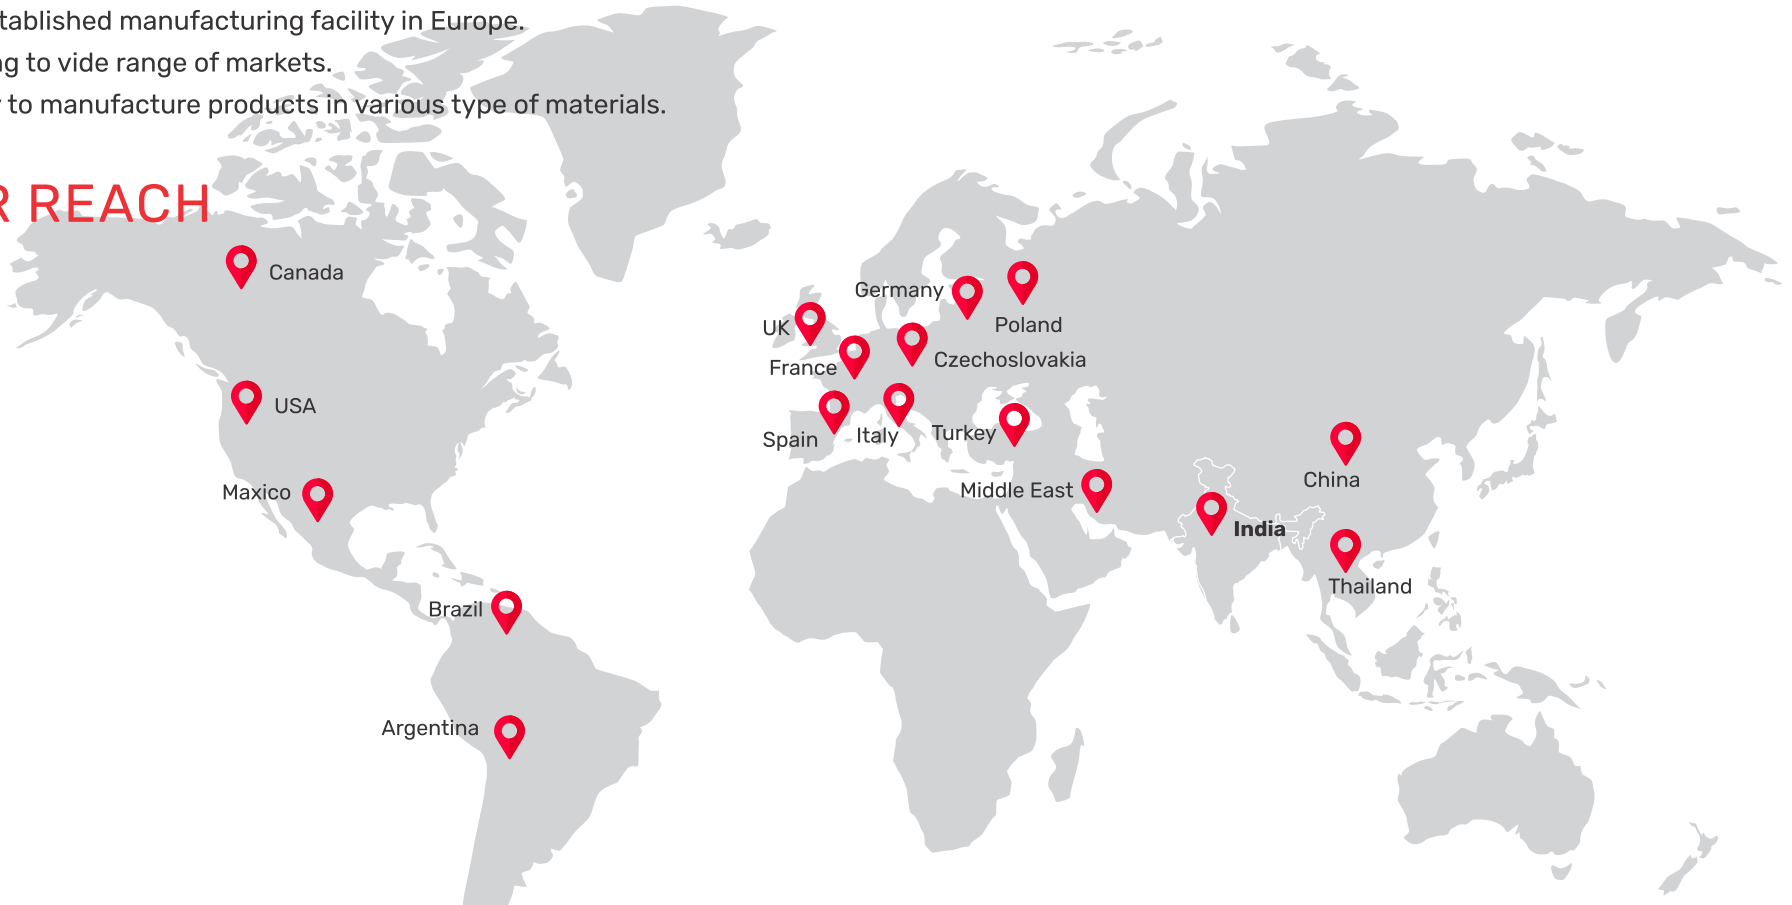 tablished manufacturing facility in Europe.
g to vide range of markets.
to manufacture products in various type of materials.
R REACH
Canada
Germany
Poland
UK
Czechoslovakia
France
USA
Italy
Turkey
Spain
China
Middle East
Maxico
India
Thailand
Brazil
Argentina